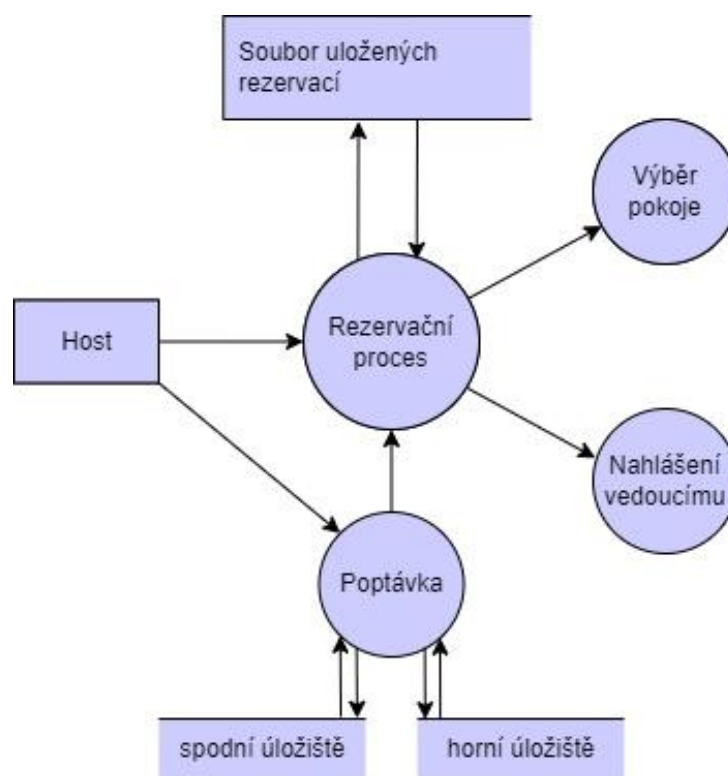 Soubor uložených
rezervací
Výběr
pokoje
Host
Rezervační
proces
Nahlášení
vedoucímu
Poptávka
spodní úložiště
horní úložiště